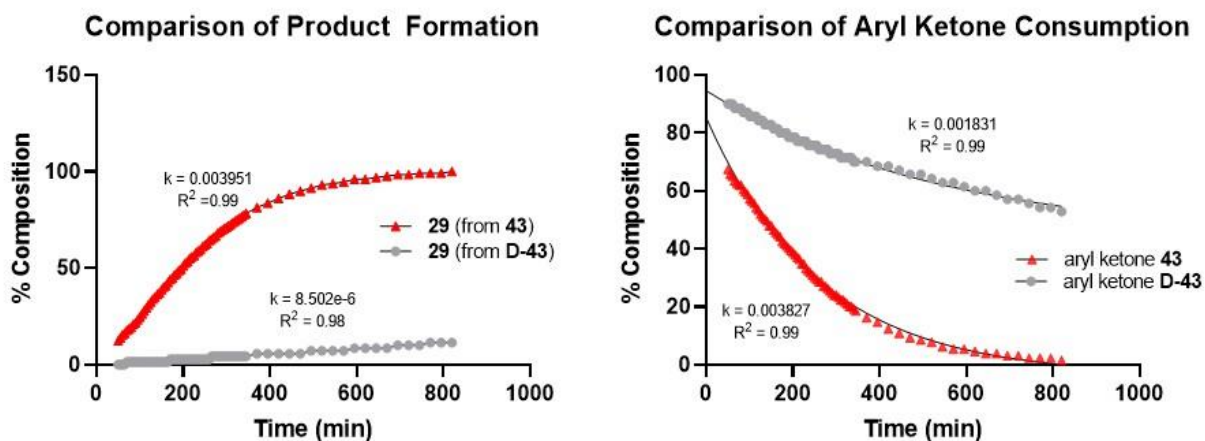 Comparison of Product Formation
% Composition
150
100
50
0
0
200
400
600
800
1000
Time (min)
k = 0.003951
R² =0.99
29 (from 43)
29 (from D-43)
k = 8.502e-6
R² = 0.98
Comparison of Aryl Ketone Consumption
% Composition
100
80
60
40
20
0
0
200
400
600
800
1000
Time (min)
k = 0.001831
R² = 0.99
aryl ketone 43
aryl ketone D-43
k = 0.003827
R² = 0.99